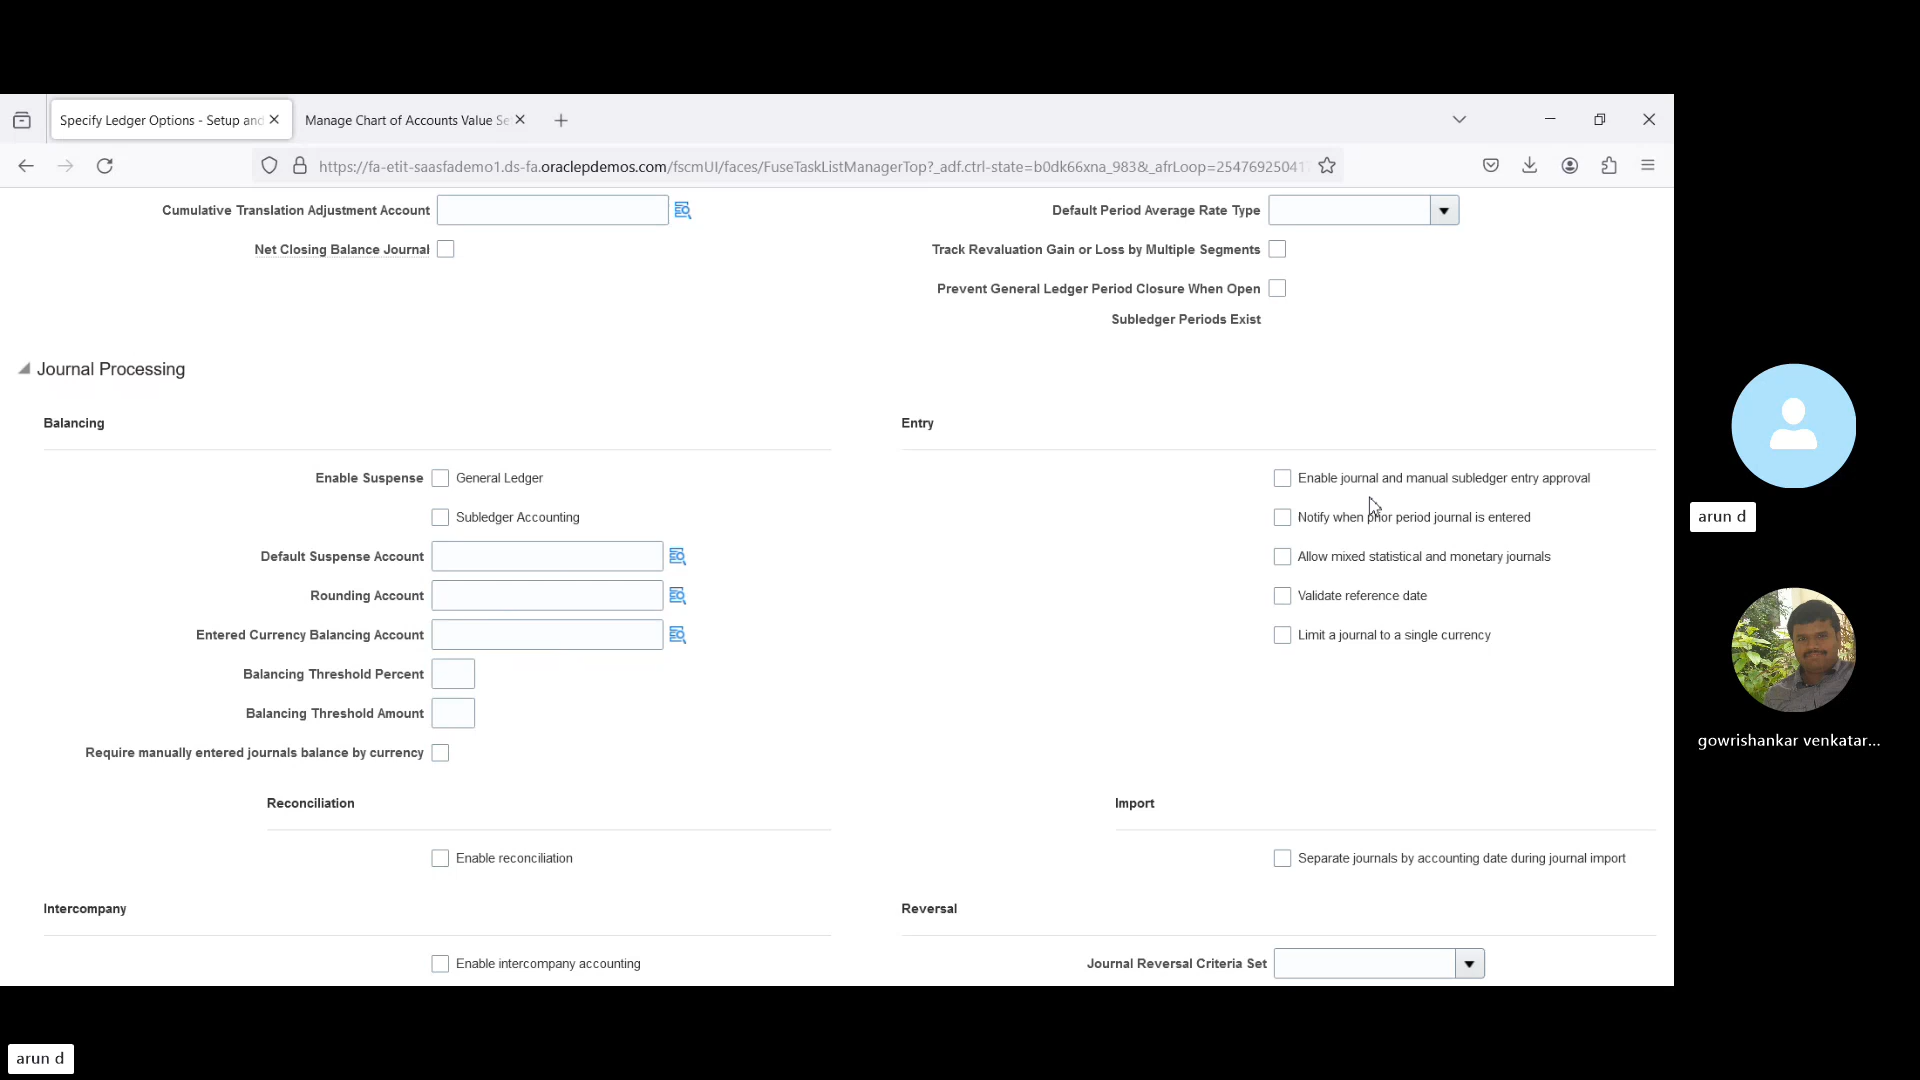 Specify Ledger Options - Setup and
Manage Chart of Accounts Value Se
https://fa-etit-saasfademo1.ds-fa.oraclepdemos.com/fscmUI/faces/FuseTaskListManagerTop?_adf.ctrl-state=b0dk66xna_983&_afrLoop=25476925041
Cumulative Translation Adjustment Account
Default Period Average Rate Type
Net Closing Balance Journal
Track Revaluation Gain or Loss by Multiple Segments
Prevent General Ledger Period Closure When Open
Subledger Periods Exist
Journal Processing
Balancing
Entry
Enable Suspense
General Ledger
Enable journal and manual subledger entry approval
Subledger Accounting
Notify when prior period journal is entered
Default Suspense Account
Allow mixed statistical and monetary journals
Rounding Account
Validate reference date
Entered Currency Balancing Account
Limit a journal to a single currency
Balancing Threshold Percent
Balancing Threshold Amount
Require manually entered journals balance by currency
Reconciliation
Import
Enable reconciliation
Separate journals by accounting date during journal import
Intercompany
Reversal
Enable intercompany accounting
Journal Reversal Criteria Set
arun d
gowrishankar venkatar...
arun d